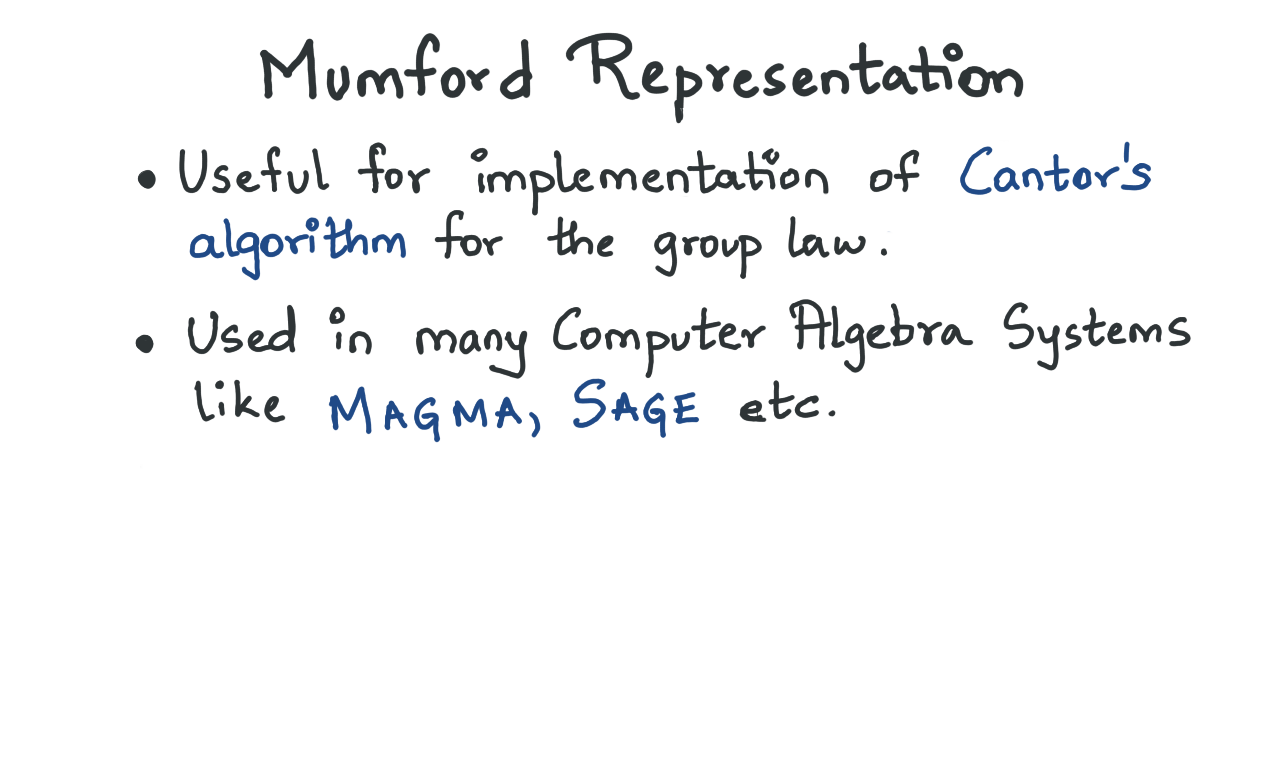 Mumford Representation
• Useful for implementation of Cantor's
algorithm for the group law.
• Used in many Computer Algebra Systems
like MAGMA, SAGE etc.